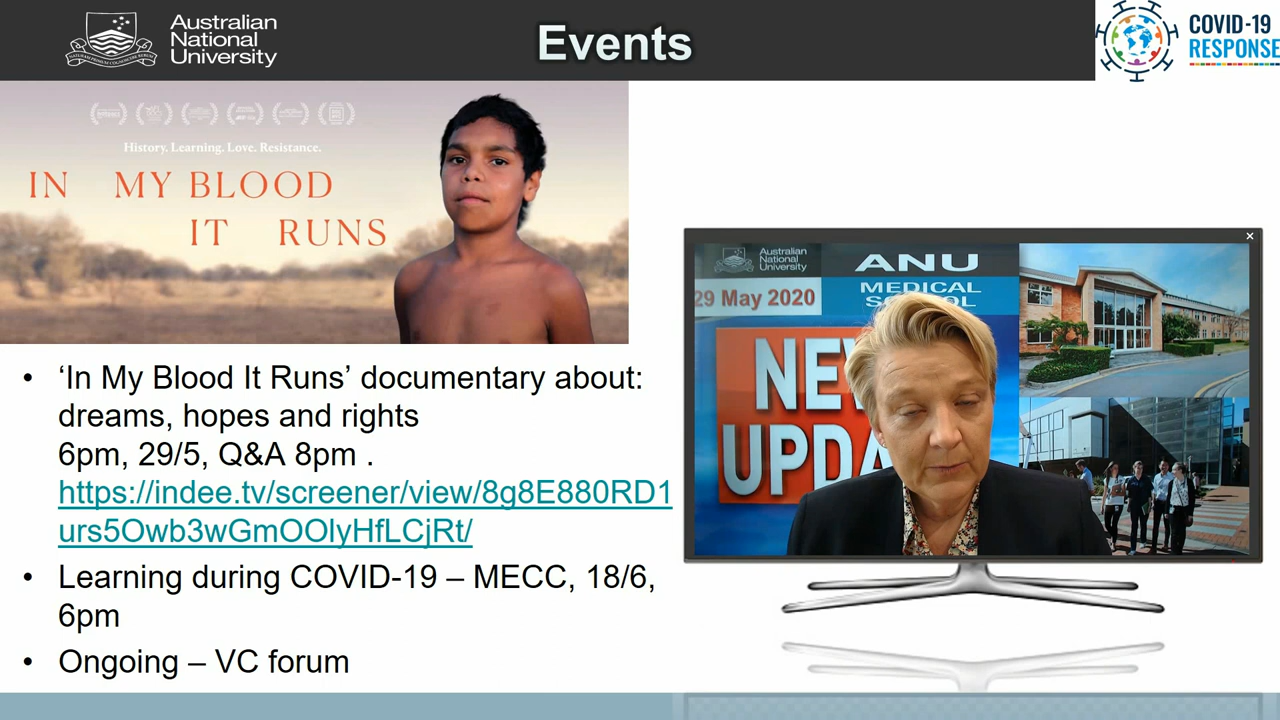 Australian
National
University
Events
COVID-19
RESPONSE
History. Learning. Love. Resistance.
IN MY BLOOD
IT RUNS
• ‘In My Blood It Runs’ documentary about:
dreams, hopes and rights
6pm, 29/5, Q&A 8pm .
https://indee.tv/screener/view/8g8E880RD1
urs5Owb3wGmOOlyHfLCjRt/
• Learning during COVID-19 – MECC, 18/6,
6pm
• Ongoing – VC forum
Australian
National
University
ANU
MEDICAL
29 May 2020